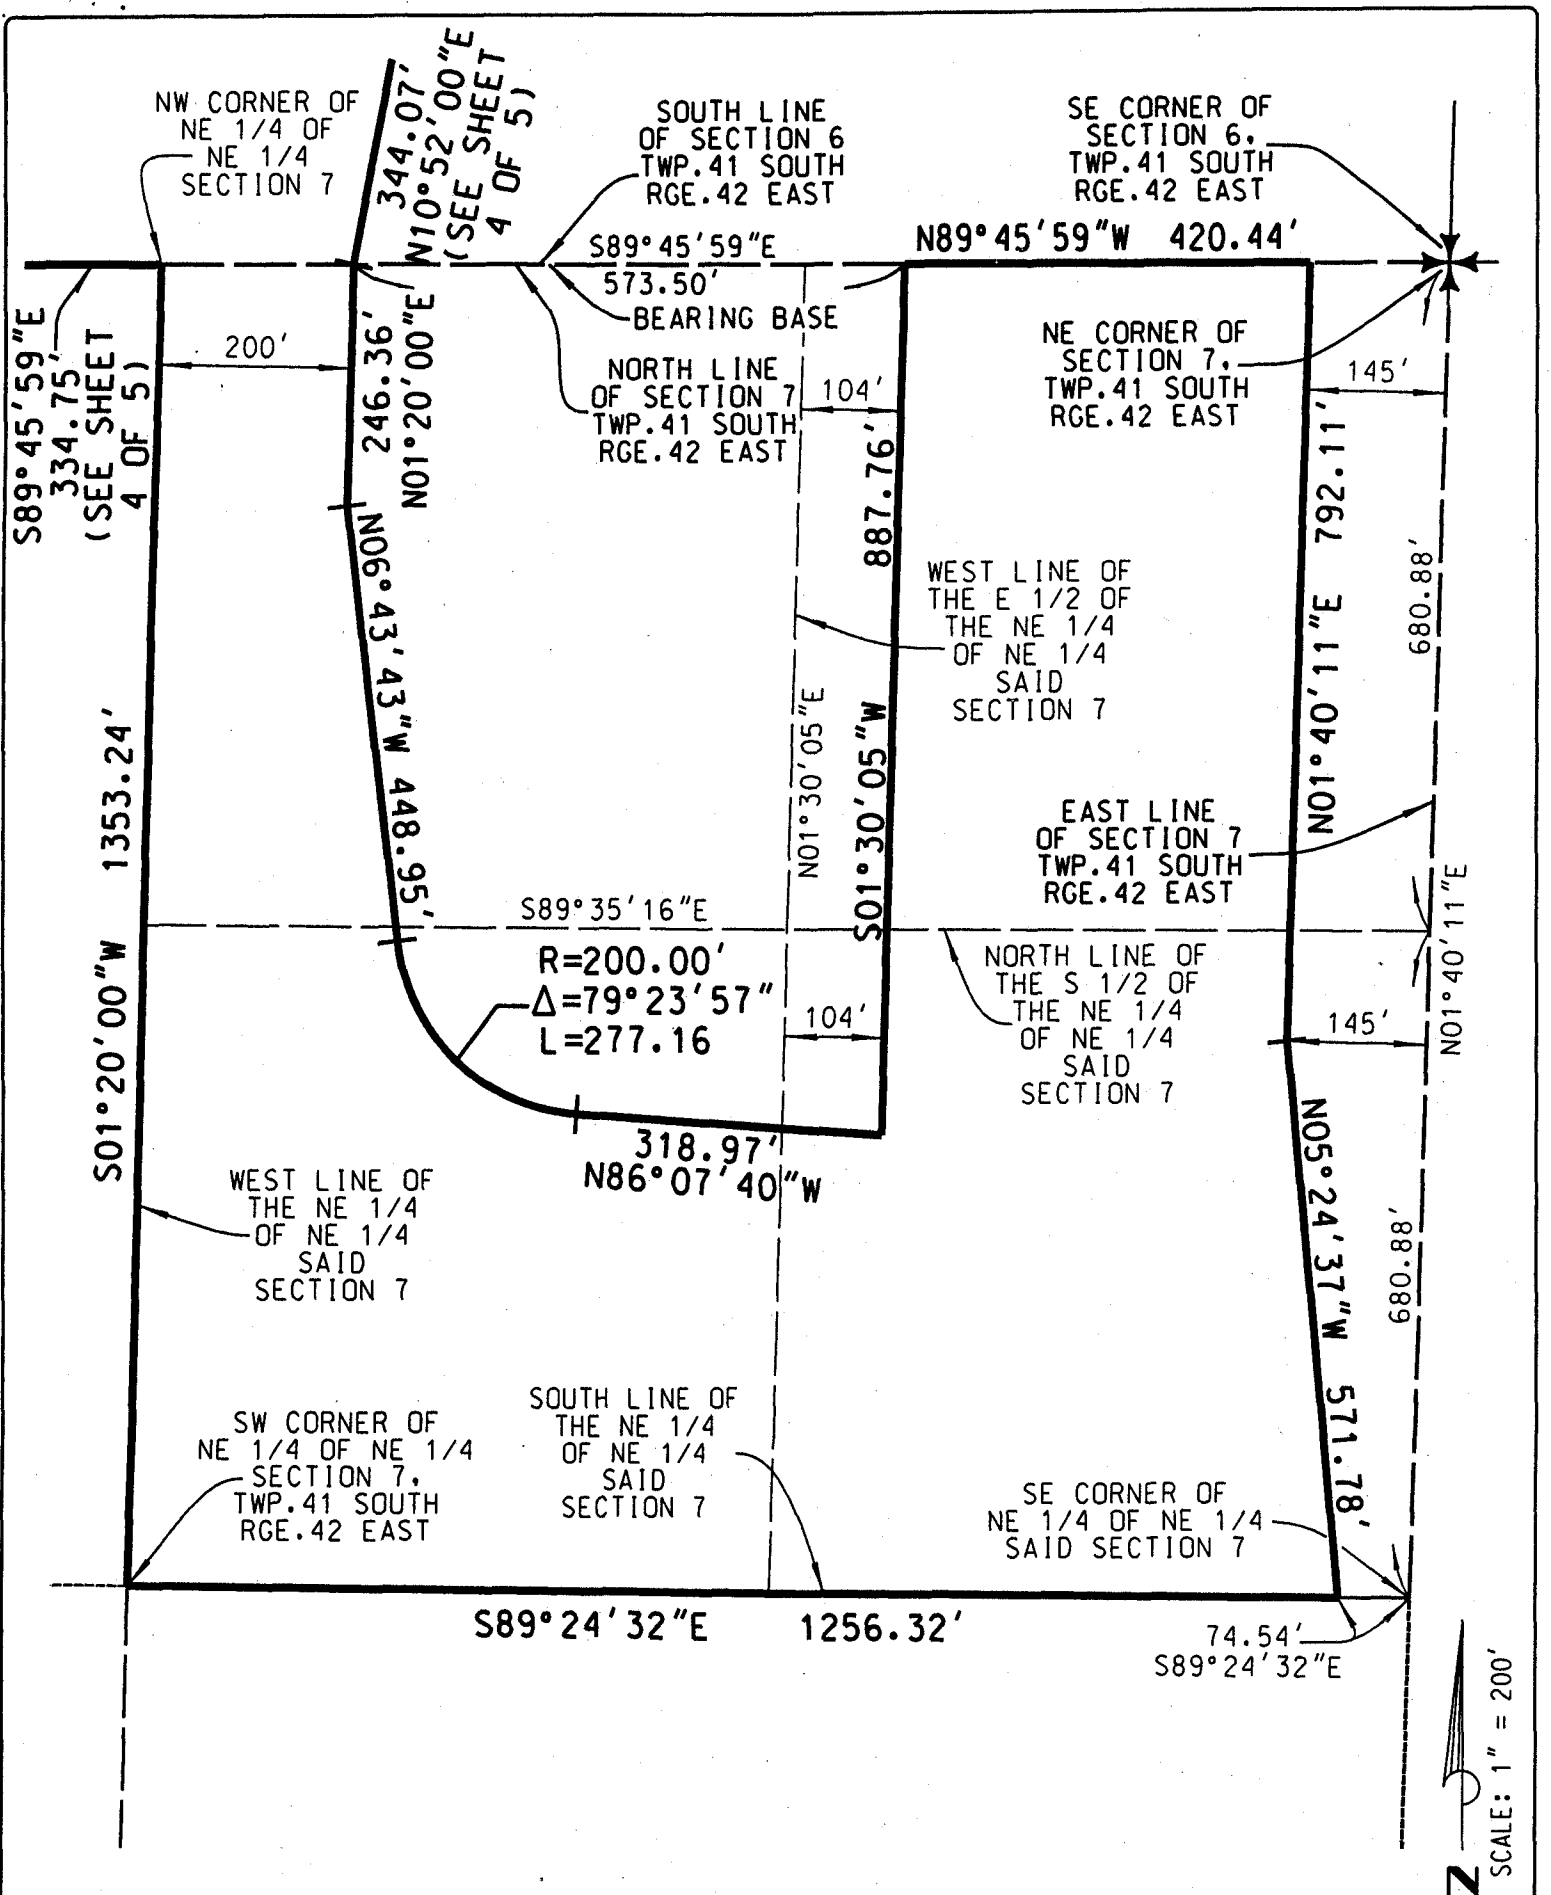 NW CORNER OF
NE 1/4 OF
NE 1/4
SECTION 7
344.07'
N10°52'00"E
(SEE SHEET
4 OF 5)
SOUTH LINE
OF SECTION 6
TWP.41 SOUTH
RGE.42 EAST
SE CORNER OF
SECTION 6,
TWP.41 SOUTH
RGE.42 EAST
S89°45'59"E
573.50'
BEARING BASE
N89°45'59"W 420.44'
S89°45'59"E
334.75'
(SEE SHEET
4 OF 5)
200'
246.36'
N01°20'00"E
NORTH LINE
OF SECTION 7
TWP.41 SOUTH
RGE.42 EAST
104'
887.76'
NE CORNER OF
SECTION 7,
TWP.41 SOUTH
RGE.42 EAST
145'
N01°40'11"E 792.11'
680.88'
N06°43'43"W 448.95'
WEST LINE OF
THE E 1/2 OF
THE NE 1/4
OF NE 1/4
SAID
SECTION 7
N01°30'05"E
S01°30'05"W
S01°20'00"W 1353.24'
EAST LINE
OF SECTION 7
TWP.41 SOUTH
RGE.42 EAST
N01°40'11"E
S89°35'16"E
R=200.00'
Δ=79°23'57"
L=277.16
104'
NORTH LINE OF
THE S 1/2 OF
THE NE 1/4
OF NE 1/4
SAID
SECTION 7
145'
318.97'
N86°07'40"W
WEST LINE OF
THE NE 1/4
OF NE 1/4
SAID
SECTION 7
N05°24'37"W 571.78'
680.88'
SW CORNER OF
NE 1/4 OF NE 1/4
SECTION 7,
TWP.41 SOUTH
RGE.42 EAST
SOUTH LINE OF
THE NE 1/4
OF NE 1/4
SAID
SECTION 7
SE CORNER OF
NE 1/4 OF NE 1/4
SAID SECTION 7
S89°24'32"E 1256.32'
74.54'
S89°24'32"E
N
SCALE: 1" = 200'